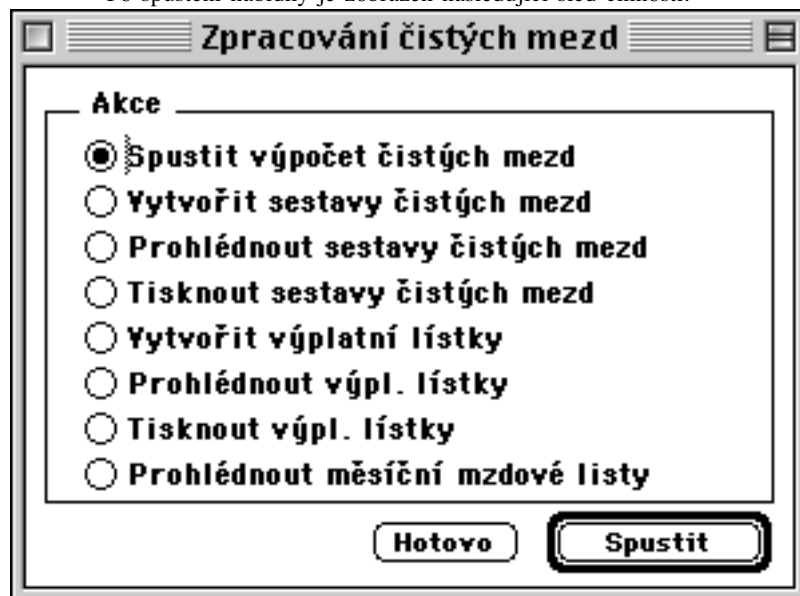 Po spuštění nabídky je zobrazen následující sled činností:
Zpracování čistých mezd
Akce
Spustit výpočet čistých mezd
Vytvořit sestavy čistých mezd
Prohlédnout sestavy čistých mezd
Tisknout sestavy čistých mezd
Vytvořit výplatní lístky
Prohlédnout výpl. lístky
Tisknout výpl. lístky
Prohlédnout měsíční mzdové listy
Hotovo
Spustit